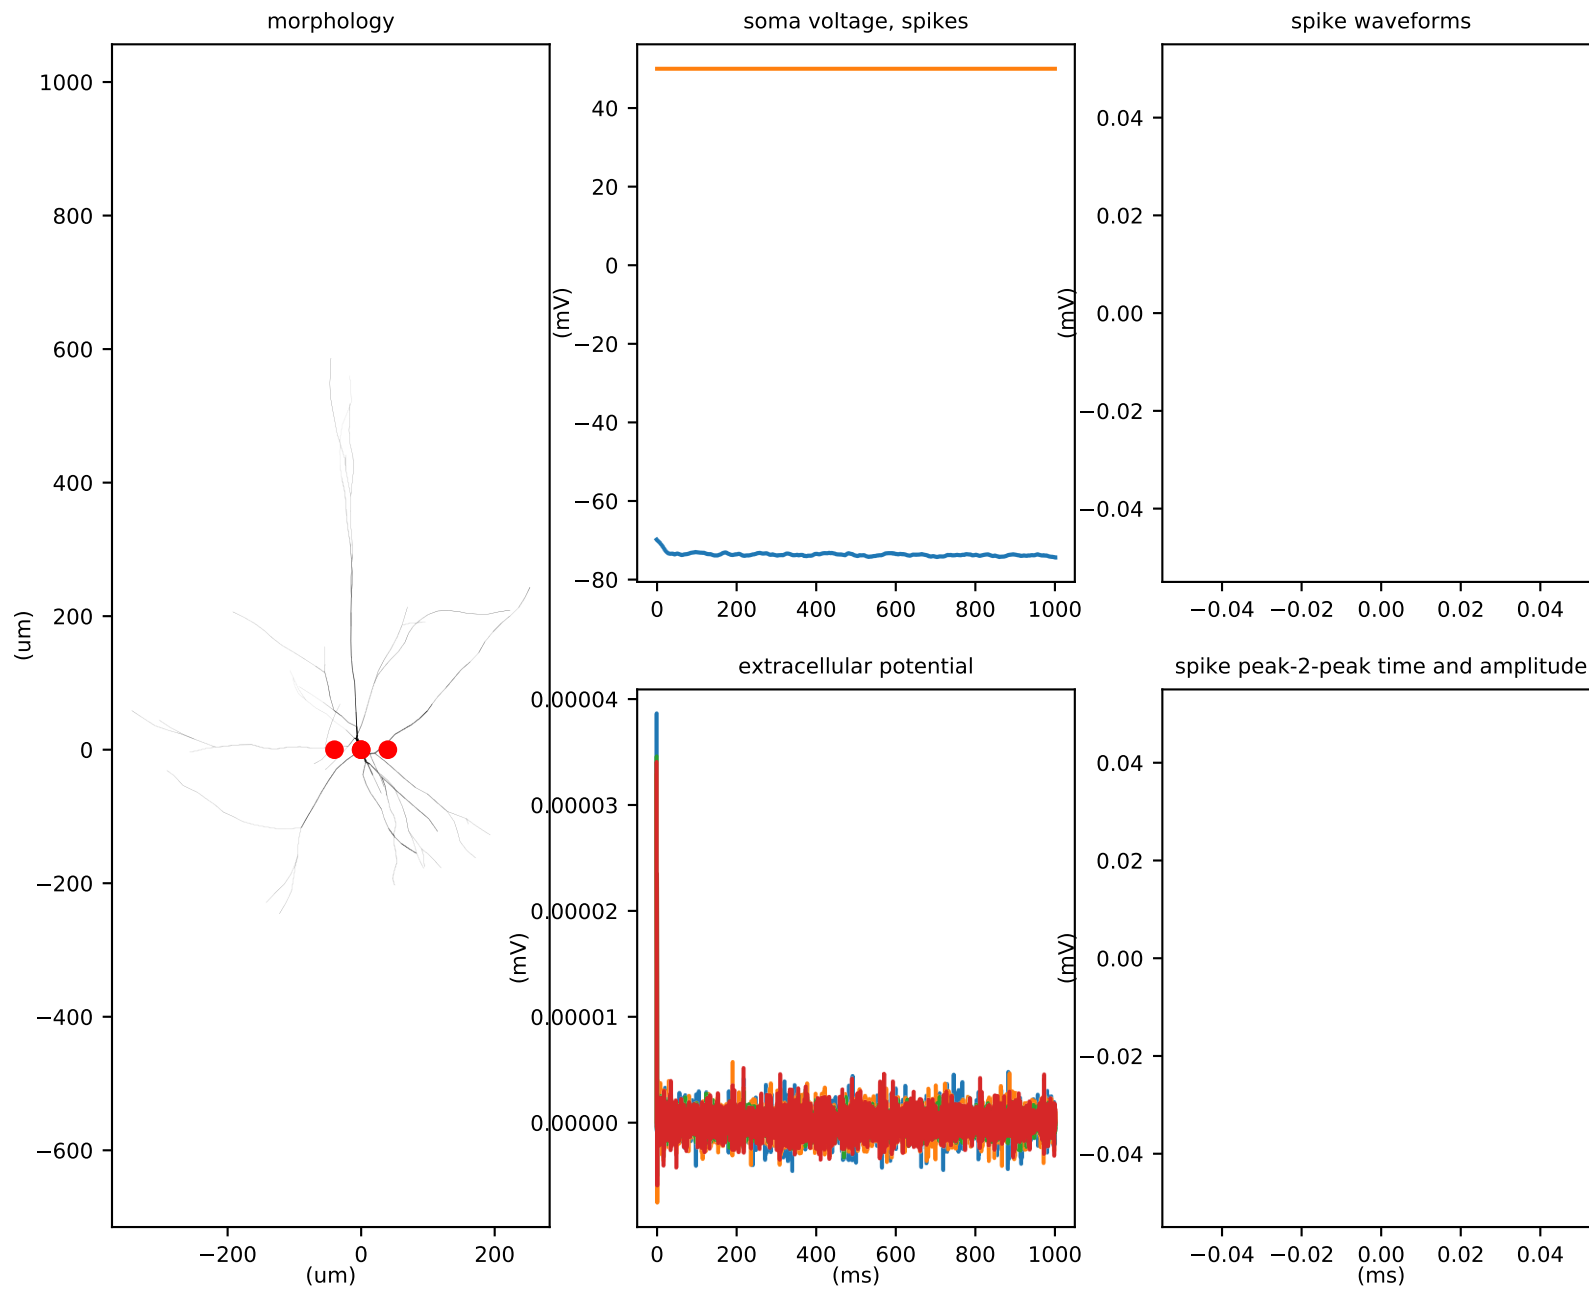 morphology
1000
800
600
400
200
0
−200
−400
−600
(um)
−200 0 200
(um)
soma voltage, spikes
40
20
0
−20
−40
−60
−80
(mV)
0 200 400 600 800 1000
spike waveforms
0.04
0.02
0.00
−0.02
−0.04
(mV)
−0.04 −0.02 0.00 0.02 0.04
extracellular potential
0.00004
0.00003
0.00002
0.00001
0.00000
(mV)
0 200 400 600 800 1000
(ms)
spike peak-2-peak time and amplitude
0.04
0.02
0.00
−0.02
−0.04
(mV)
−0.04 −0.02 0.00 0.02 0.04
(ms)